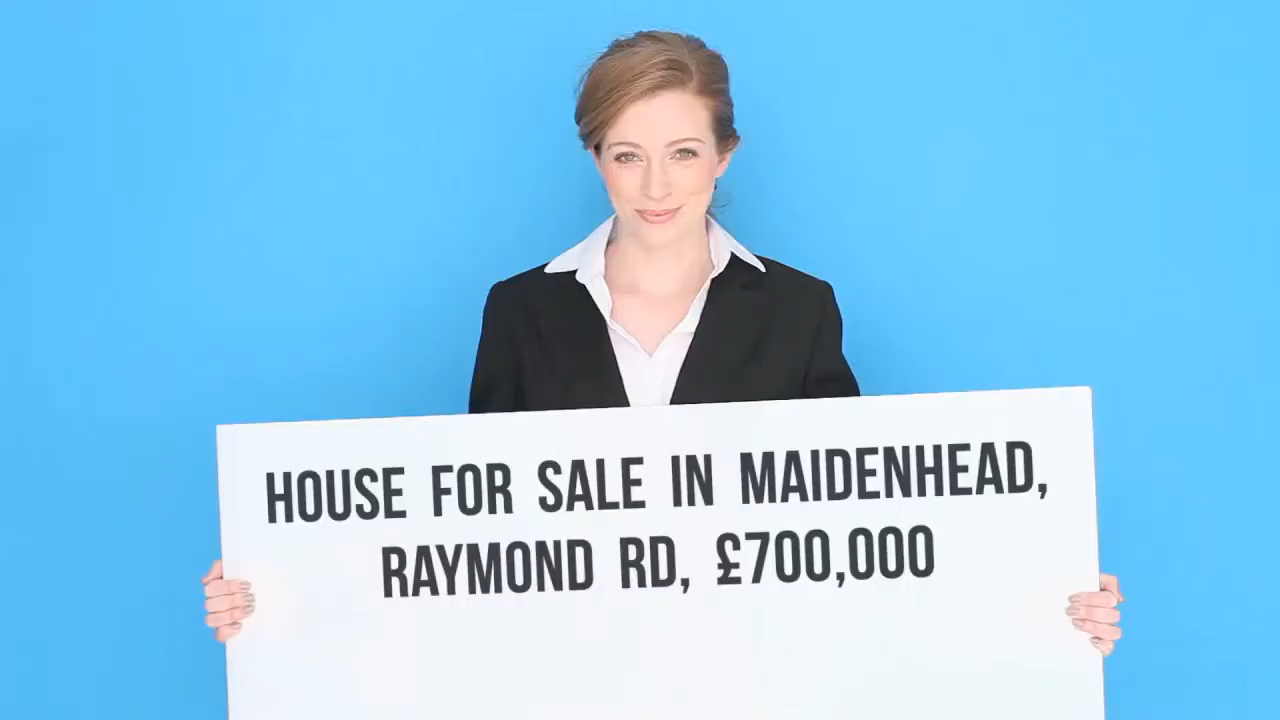 HOUSE FOR SALE IN MAIDENHEAD,
RAYMOND RD, £700,000